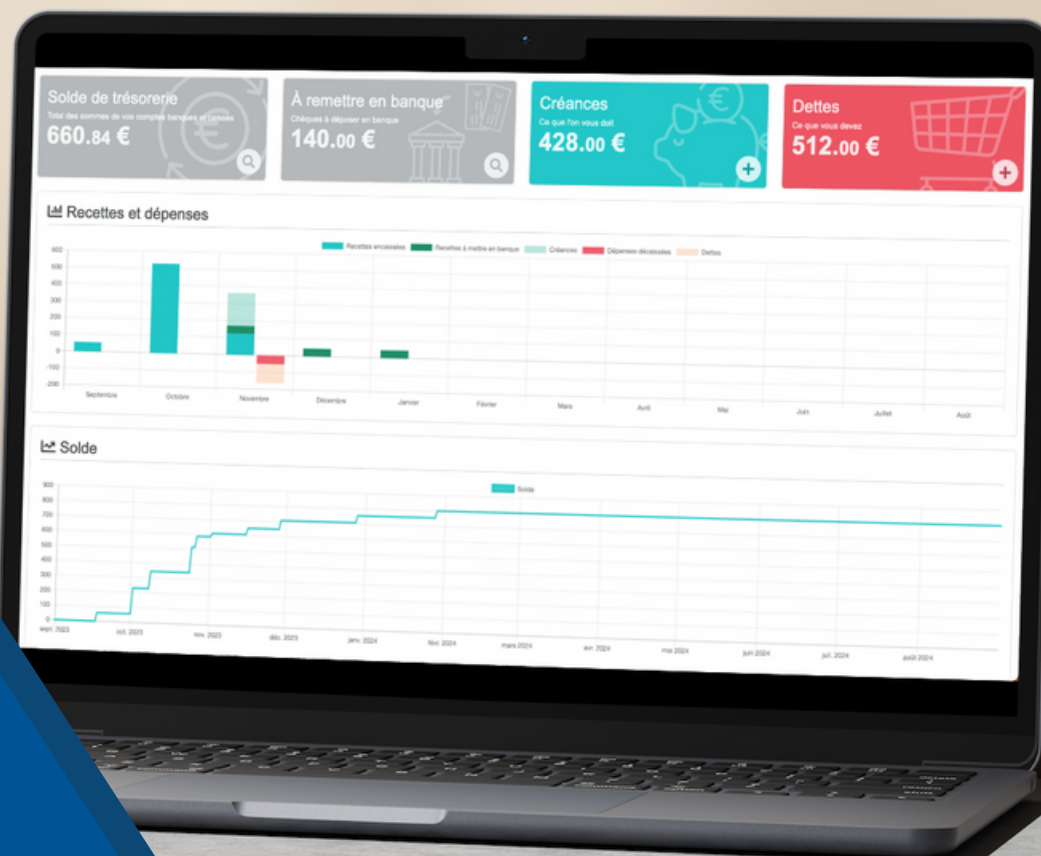 Solde de trésorerie
Total des sommes de vos comptes banques et caisses
660.84 €
À remettre en banque
Chèques à déposer en banque
140.00 €
Créances
Ce que l'on vous doit
428.00 €
Dettes
Ce que vous devez
512.00 €
Recettes et dépenses
Recettes encaissées Recettes à mettre en banque Créances Dépenses décaissées Dettes
600
500
400
300
200
100
0
-100
-200
Septembre Octobre Novembre Décembre Janvier Février Mars Avril Mai Juin Juillet Août
Solde
Solde
900
800
700
600
500
400
300
200
100
0
sept. 2023 oct. 2023 nov. 2023 déc. 2023 janv. 2024 févr. 2024 mars 2024 avr. 2024 mai 2024 juin 2024 juil. 2024 août 2024